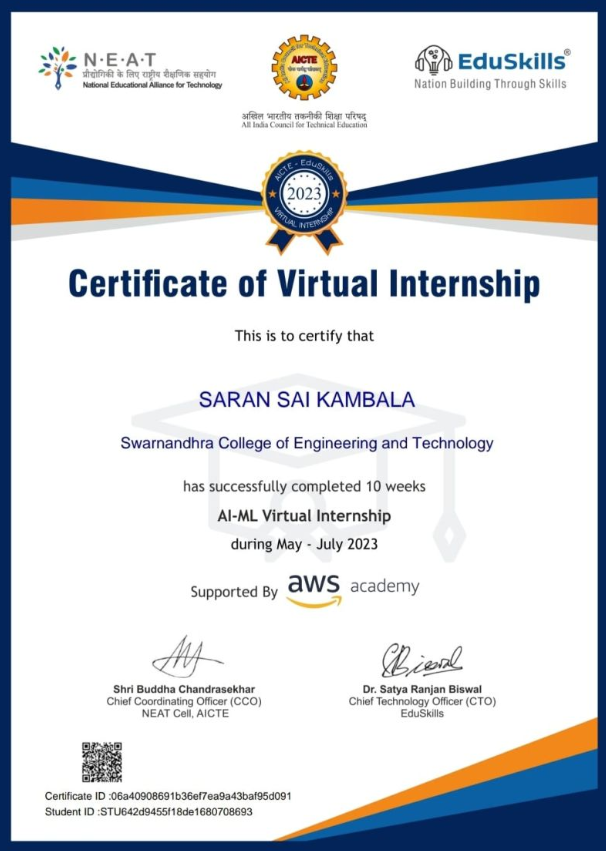 N·E·A·T
प्रौद्योगिकी के लिए राष्ट्रीय शैक्षणिक सहयोग
National Educational Alliance for Technology
AICTE
अखिल भारतीय तकनीकी शिक्षा परिषद्
All India Council for Technical Education
EduSkills®
Nation Building Through Skills
AICTE - EduSkills
2023
VIRTUAL INTERNSHIP
Certificate of Virtual Internship
This is to certify that
SARAN SAI KAMBALA
Swarnandhra College of Engineering and Technology
has successfully completed 10 weeks
AI-ML Virtual Internship
during May - July 2023
Supported By aws academy
Shri Buddha Chandrasekhar
Chief Coordinating Officer (CCO)
NEAT Cell, AICTE
Dr. Satya Ranjan Biswal
Chief Technology Officer (CTO)
EduSkills
Certificate ID :06a40908691b36ef7ea9a43baf95d091
Student ID :STU642d9455f18de1680708693